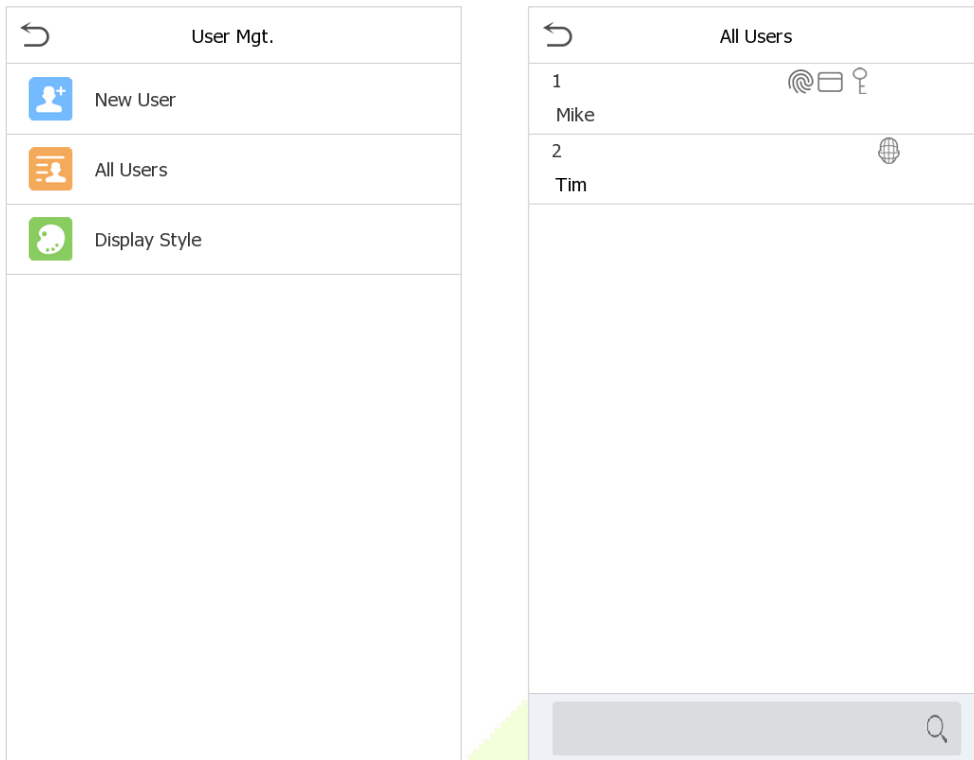 User Mgt.
New User
All Users
Display Style
All Users
1
Mike
2
Tim